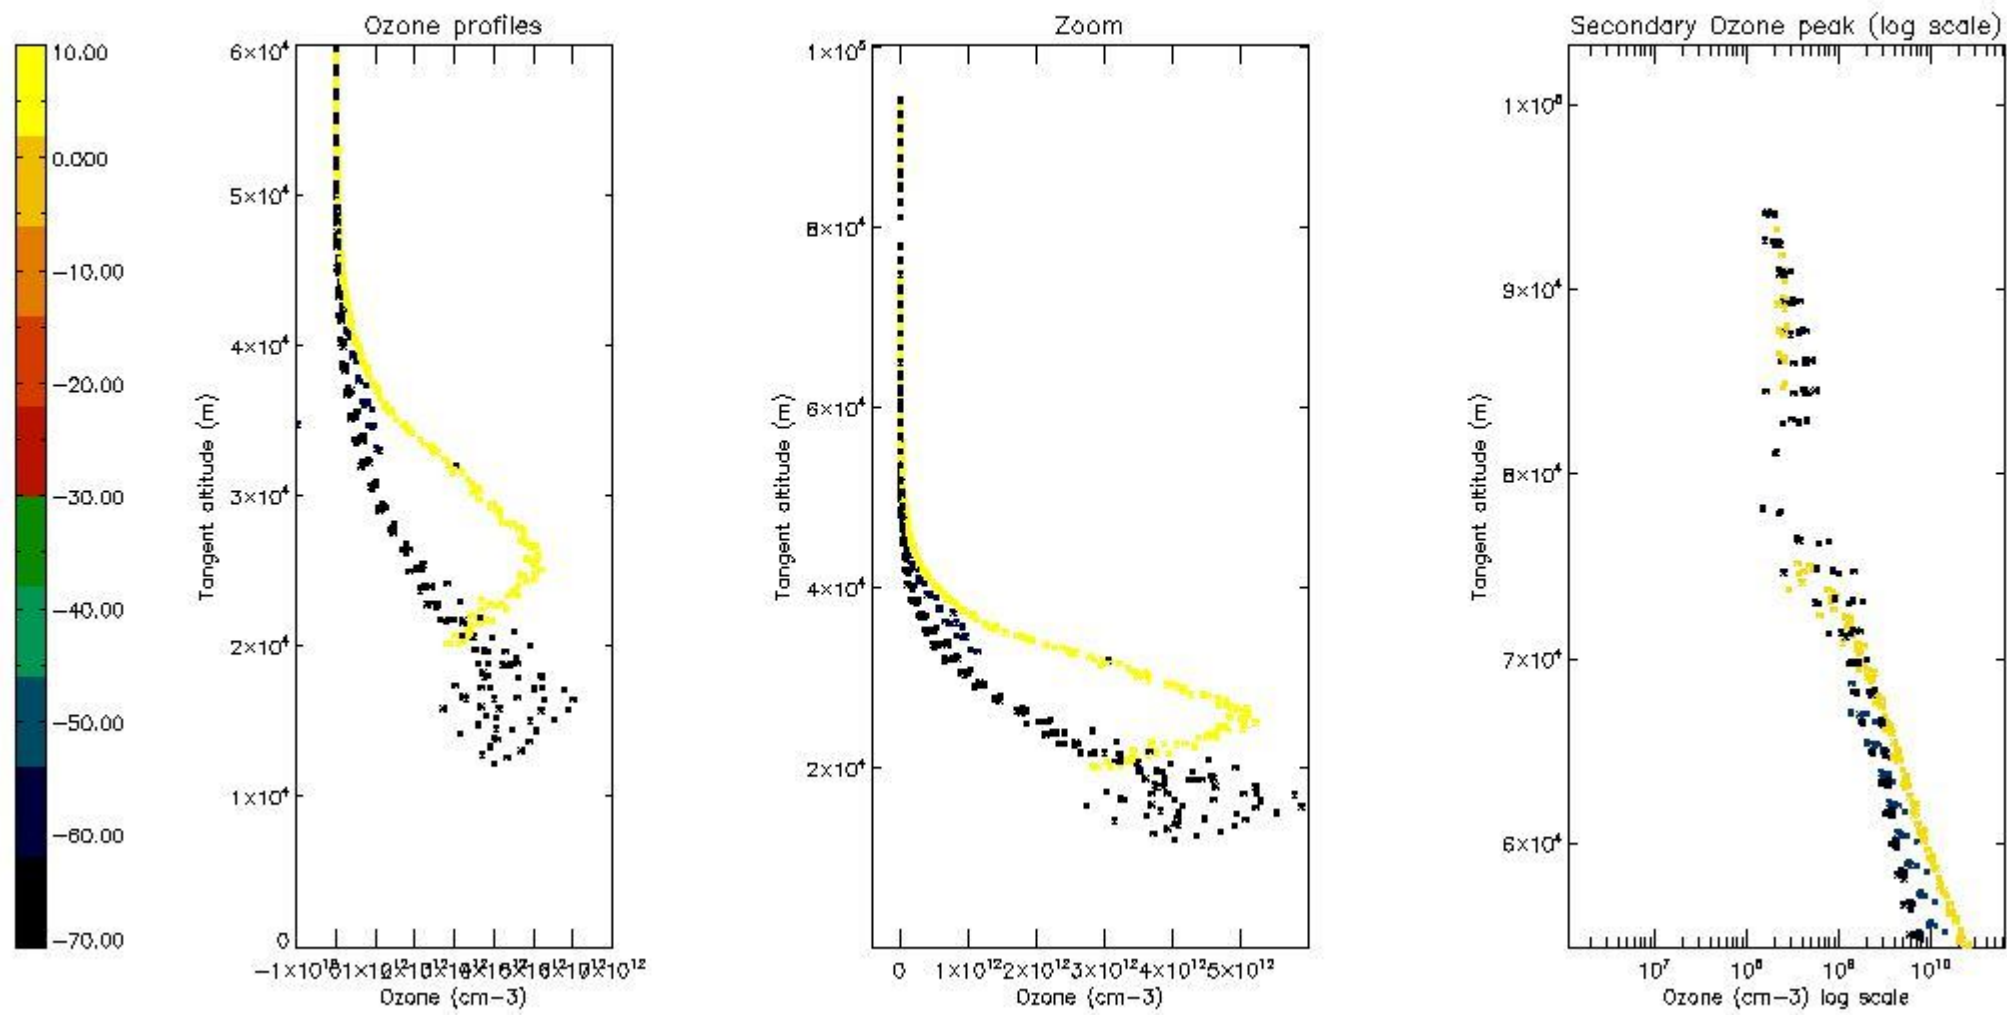 Ozone profiles
Zoom
Secondary Ozone peak (log scale)
10.00
0.000
−10.00
−20.00
−30.00
−40.00
−50.00
−60.00
−70.00
6×10⁴
5×10⁴
4×10⁴
3×10⁴
2×10⁴
1×10⁴
0
Tangent altitude (m)
Ozone (cm−3)
1×10⁵
8×10⁴
6×10⁴
4×10⁴
2×10⁴
Tangent altitude (m)
0 1×10¹² 2×10¹² 3×10¹² 4×10¹² 5×10¹²
Ozone (cm−3)
9×10⁴
8×10⁴
7×10⁴
6×10⁴
Tangent altitude (m)
10⁷ 10⁸ 10⁹ 10¹⁰
Ozone (cm−3) log scale